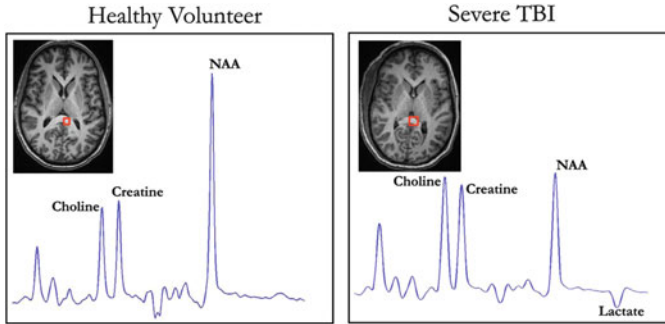 Healthy Volunteer
Severe TBI
NAA
Creatine
Choline
NAA
Choline
Creatine
Lactate